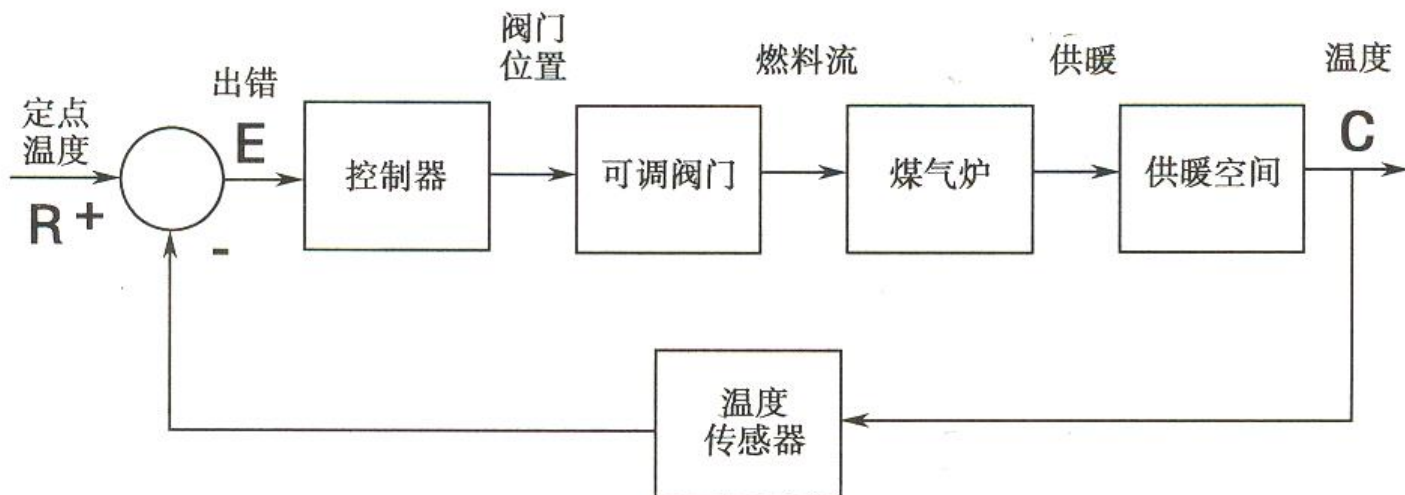 阀门
位置
燃料流
供暖
温度
出错
定点
温度
E
C
控制器
可调阀门
煤气炉
供暖空间
R
+
-
温度
传感器